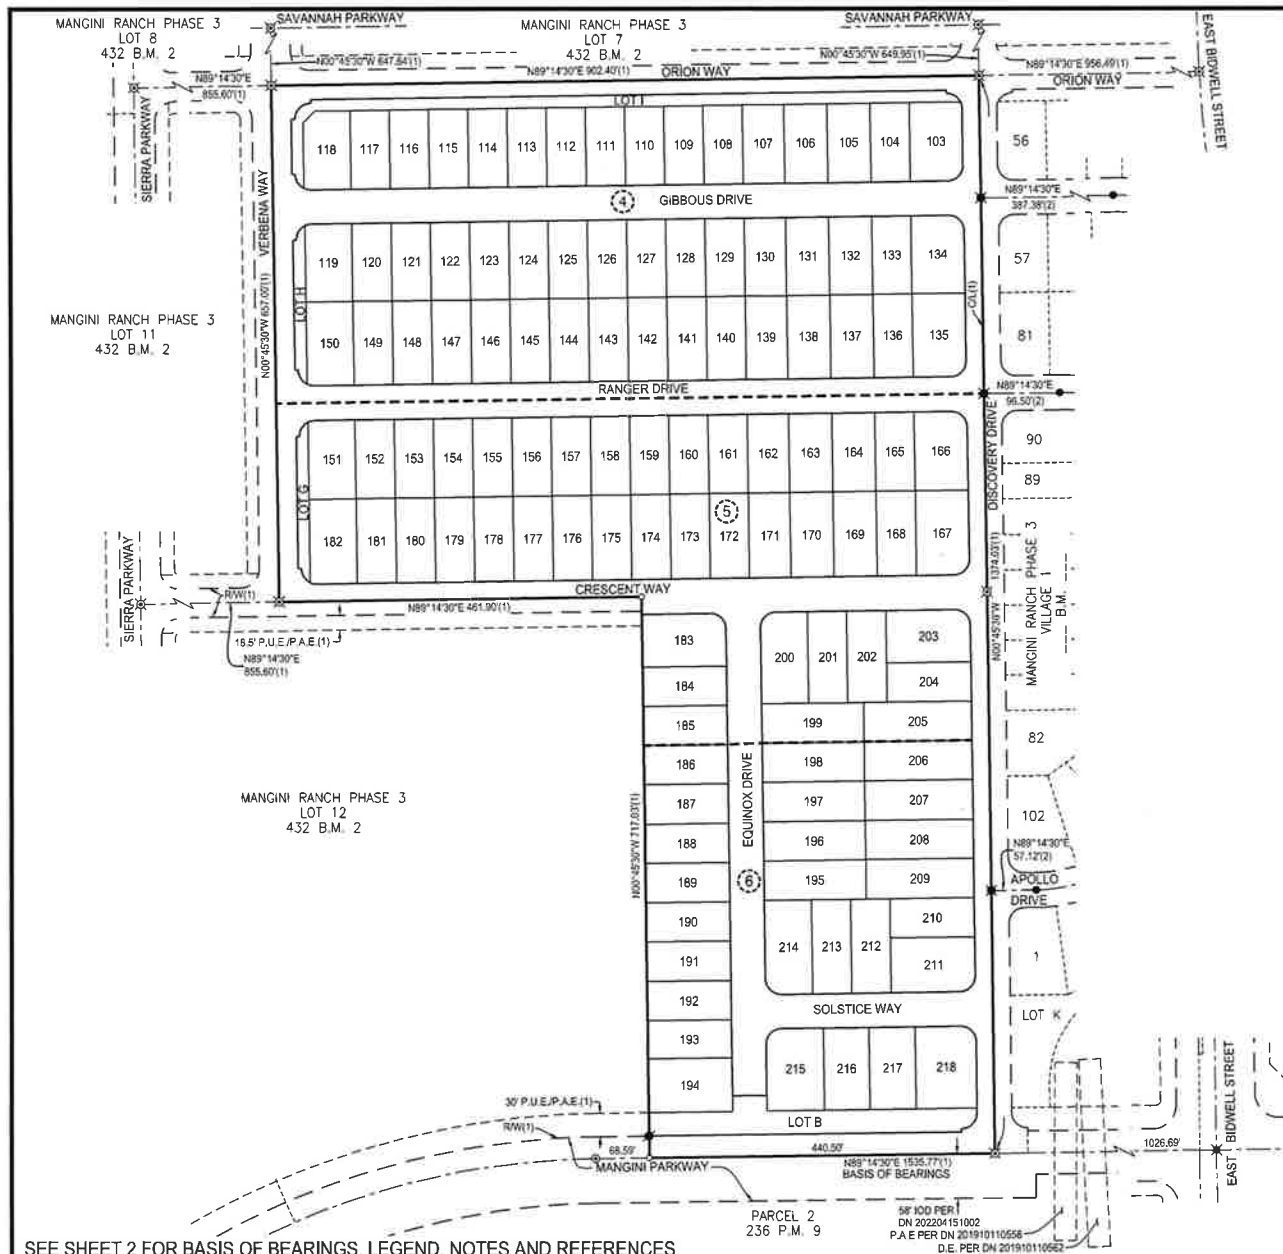 MANGINI RANCH PHASE 3
LOT 8
432 B.M. 2
SAVANNAH PARKWAY
MANGINI RANCH PHASE 3
LOT 7
432 B.M. 2
SAVANNAH PARKWAY
EAST BIDWELL STREET
N00°45'30"W 647.64'(1)
N00°45'30"W 649.95'(1)
N89°14'30"E
855.60'(1)
N89°14'30"E 902.40'(1)
ORION WAY
N89°14'30"E 956.49'(1)
ORION WAY
SIERRA PARKWAY
VERBENA WAY
N00°45'30"W 657.00'(1)
LOT I
118 117 116 115 114 113 112 111 110 109 108 107 106 105 104 103
56
4
GIBBOUS DRIVE
N89°14'30"E
387.38'(2)
119 120 121 122 123 124 125 126 127 128 129 130 131 132 133 134
57
LOT H
C/L(1)
MANGINI RANCH PHASE 3
LOT 11
432 B.M. 2
150 149 148 147 146 145 144 143 142 141 140 139 138 137 136 135
81
RANGER DRIVE
N89°14'30"E
96.50'(2)
DISCOVERY DRIVE
151 152 153 154 155 156 157 158 159 160 161 162 163 164 165 166
90
89
LOT G
5
182 181 180 179 178 177 176 175 174 173 172 171 170 169 168 167
SIERRA PARKWAY
R/W(1)
CRESCENT WAY
N89°14'30"E 461.90'(1)
18.5' P.U.E./P.A.E.(1)
N89°14'30"E
855.60'(1)
N00°45'30"W 1374.03'(1)
MANGINI RANCH PHASE 3
VILLAGE 1
B.M.
183
200 201 202 203
184
204
185
199 205
82
186
198 206
EQUINOX DRIVE
187
197 207
MANGINI RANCH PHASE 3
LOT 12
432 B.M. 2
N00°45'30"W 717.03'(1)
102
188
196 208
N89°14'30"E
57.12'(2)
189
6
195 209
APOLLO
DRIVE
190
210
191
214 213 212
211
1
192
SOLSTICE WAY
LOT K
193
194
215 216 217 218
30' P.U.E./P.A.E.(1)
R/W(1)
LOT B
68.59'
440.50'
1026.69'
EAST BIDWELL STREET
MANGINI PARKWAY
N89°14'30"E 1535.77'(1)
BASIS OF BEARINGS
PARCEL 2
236 P.M. 9
58' IOD PER
DN 202204151002
P.A.E PER DN 201910110556
D.E. PER DN 201910110562
SEE SHEET 2 FOR BASIS OF BEARINGS, LEGEND, NOTES AND REFERENCES